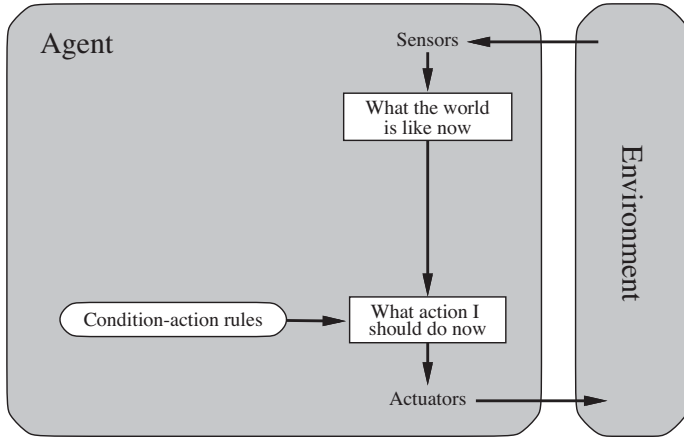 Agent
Sensors
What the world
is like now
Environment
Condition-action rules
What action I
should do now
Actuators